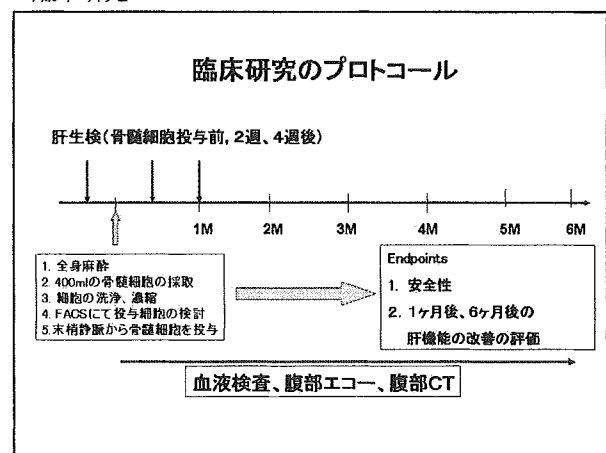 臨床研究のプロトコール
肝生検(骨髄細胞投与前, 2週、4週後)
1M 2M 3M 4M 5M 6M
1. 全身麻酔
2. 400mlの骨髄細胞の採取
3. 細胞の洗浄、濃縮
4. FACSにて投与細胞の検討
5. 末梢静脈から骨髄細胞を投与
Endpoints
1. 安全性
2. 1ヶ月後、6ヶ月後の
肝機能の改善の評価
血液検査、腹部エコー、腹部CT